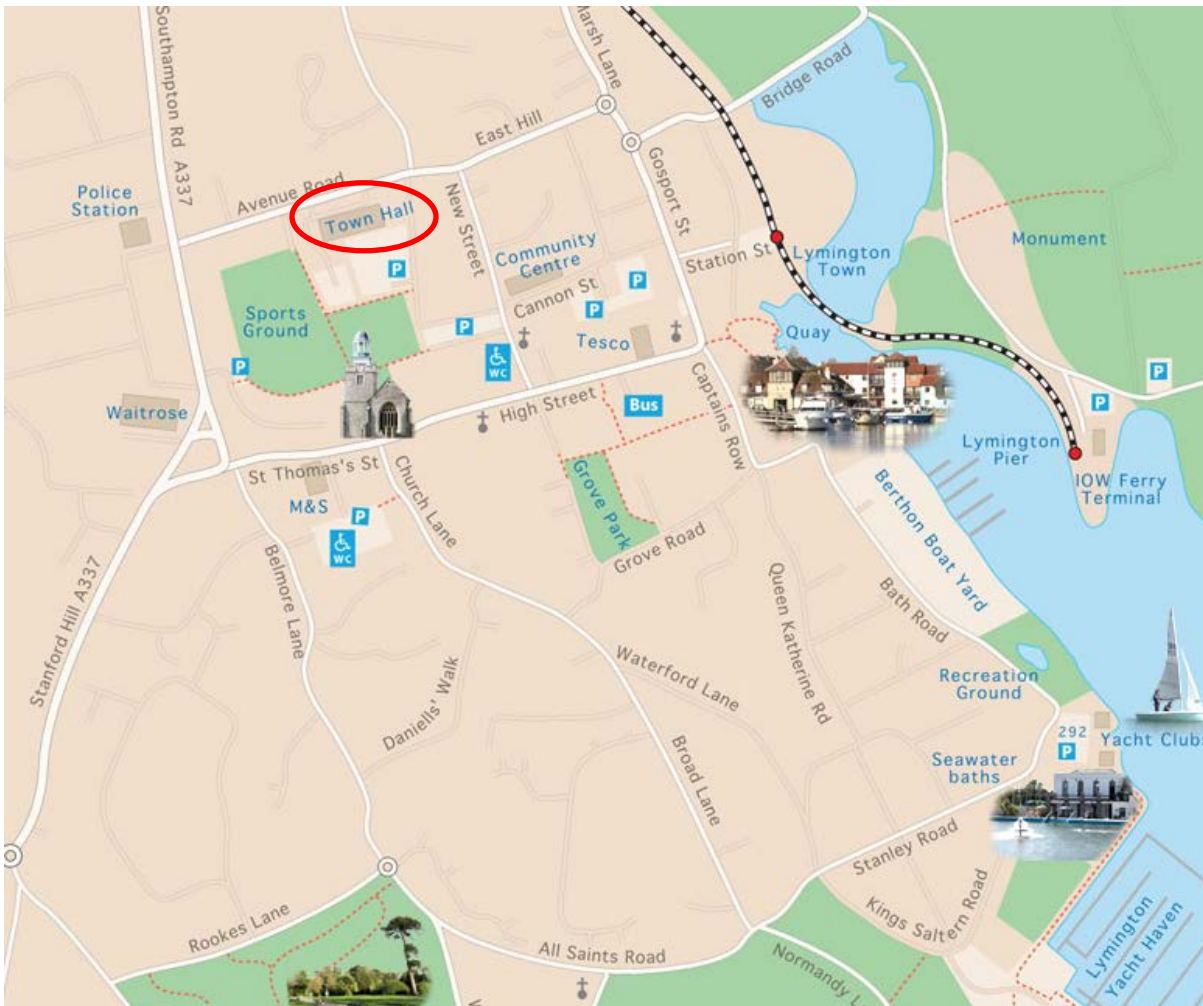 Southampton Rd A337
Marsh Lane
Bridge Road
East Hill
Police
Station
Avenue Road
Town Hall
New Street
Gosport St
P
Community
Centre
Station St
Lymington
Town
Monument
Sports
Ground
P
Cannon St
P
P
P
Tesco
Quay
P
WC
Waitrose
High Street
Bus
Captains Row
P
P
Lymington
Pier
IOW Ferry
Terminal
St Thomas's St
Church Lane
Grove Park
Berthon Boat Yard
M&S
P
WC
Grove Road
Stanford Hill A337
Belmore Lane
Queen Katherine Rd
Bath Road
Daniells' Walk
Waterford Lane
Recreation
Ground
292
P
Yacht Clubs
Broad Lane
Seawater
baths
Stanley Road
Rookes Lane
Kings Saltern Road
All Saints Road
Normandy L
Lymington
Yacht Haven